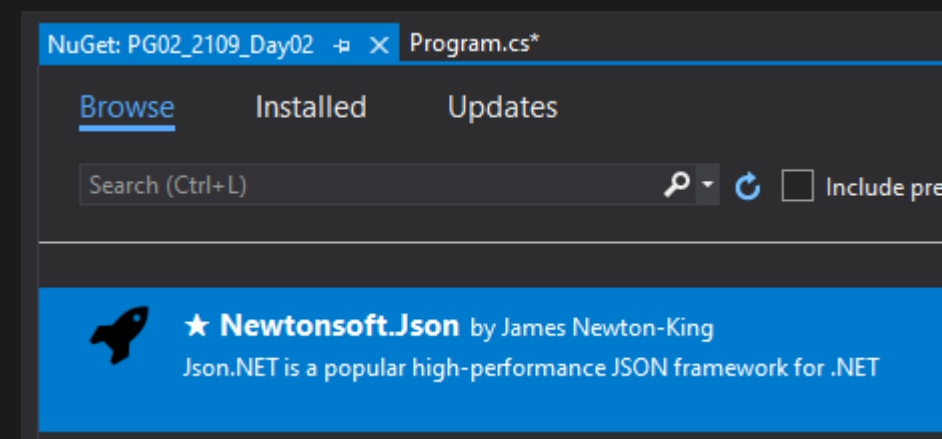 NuGet: PG02_2109_Day02 Program.cs*
Browse Installed Updates
Search (Ctrl+L) Include pre
★ Newtonsoft.Json by James Newton-King
Json.NET is a popular high-performance JSON framework for .NET